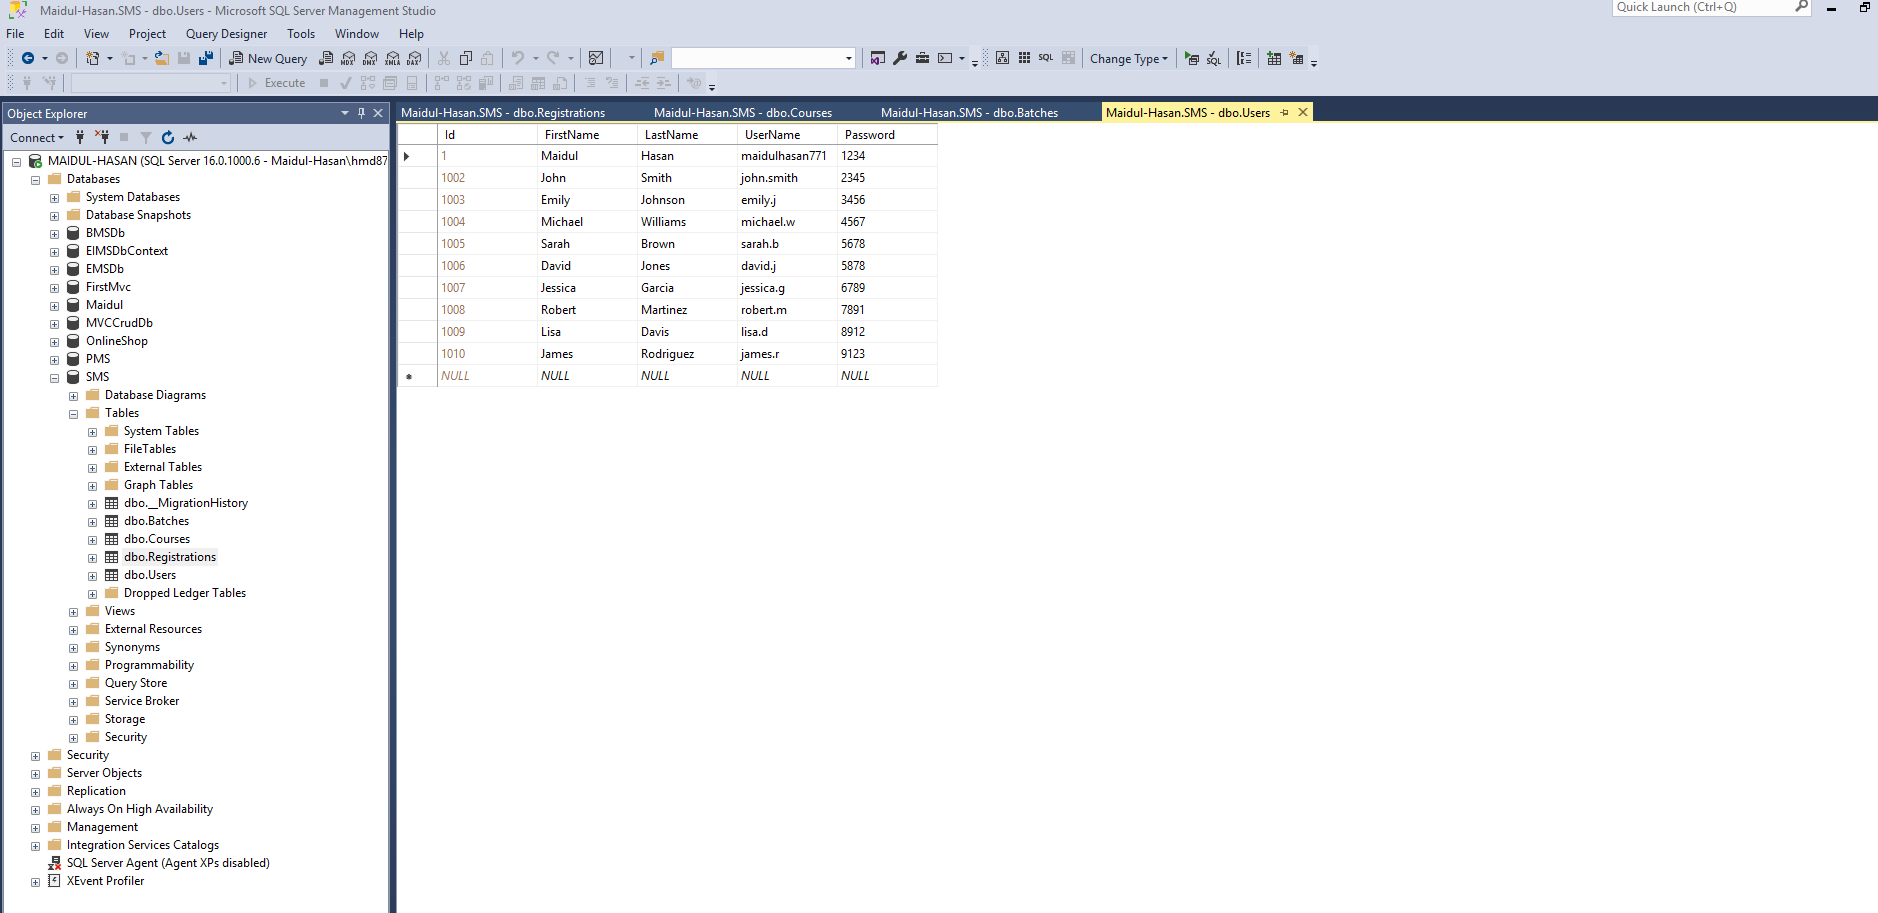 Maidul-Hasan.SMS - dbo.Users - Microsoft SQL Server Management Studio
Quick Launch (Ctrl+Q)
File Edit View Project Query Designer Tools Window Help
New Query MDX DMX XMLA DAX SQL Change Type SQL
Execute
Object Explorer
Maidul-Hasan.SMS - dbo.Registrations Maidul-Hasan.SMS - dbo.Courses Maidul-Hasan.SMS - dbo.Batches Maidul-Hasan.SMS - dbo.Users
Connect
MAIDUL-HASAN (SQL Server 16.0.1000.6 - Maidul-Hasan\hmd87
Databases
System Databases
Database Snapshots
BMSDb
EIMSDbContext
EMSDb
FirstMvc
Maidul
MVCCrudDb
OnlineShop
PMS
SMS
Database Diagrams
Tables
System Tables
FileTables
External Tables
Graph Tables
dbo.__MigrationHistory
dbo.Batches
dbo.Courses
dbo.Registrations
dbo.Users
Dropped Ledger Tables
Views
External Resources
Synonyms
Programmability
Query Store
Service Broker
Storage
Security
Security
Server Objects
Replication
Always On High Availability
Management
Integration Services Catalogs
SQL Server Agent (Agent XPs disabled)
XEvent Profiler
Id FirstName LastName UserName Password
1 Maidul Hasan maidulhasan771 1234
1002 John Smith john.smith 2345
1003 Emily Johnson emily.j 3456
1004 Michael Williams michael.w 4567
1005 Sarah Brown sarah.b 5678
1006 David Jones david.j 5878
1007 Jessica Garcia jessica.g 6789
1008 Robert Martinez robert.m 7891
1009 Lisa Davis lisa.d 8912
1010 James Rodriguez james.r 9123
NULL NULL NULL NULL NULL